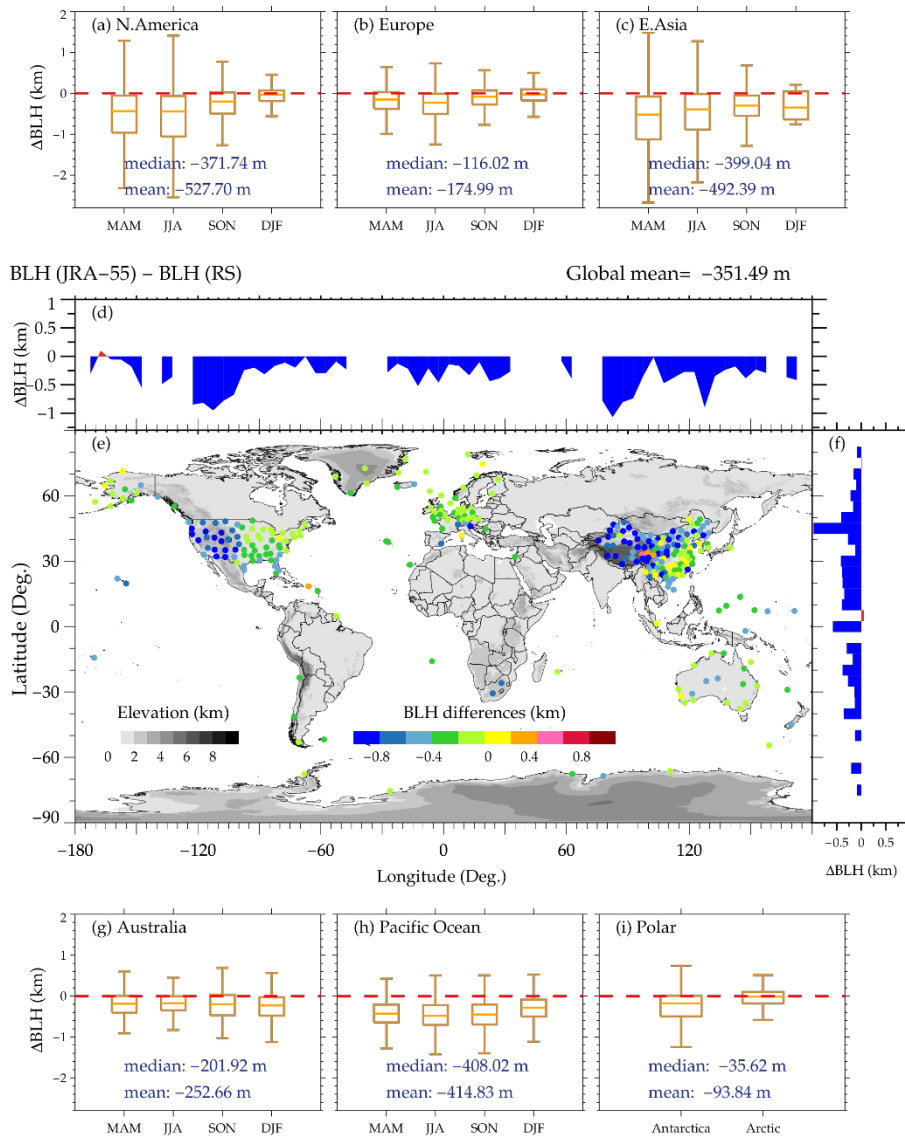 (a) N.America (b) Europe (c) E.Asia
ΔBLH (km)
2
1
0
−1
−2
median: −371.74 m
mean: −527.70 m
median: −116.02 m
mean: −174.99 m
median: −399.04 m
mean: −492.39 m
MAM JJA SON DJF MAM JJA SON DJF MAM JJA SON DJF
BLH (JRA−55) − BLH (RS) Global mean= −351.49 m
(d)
ΔBLH (km)
1
0.5
0
−0.5
−1
(e) (f)
Latitude (Deg.)
60
30
0
−30
−60
−90
Elevation (km)
0 2 4 6 8
BLH differences (km)
−0.8 −0.4 0 0.4 0.8
−180 −120 −60 0 60 120
Longitude (Deg.)
−0.5 0 0.5
ΔBLH (km)
(g) Australia (h) Pacific Ocean (i) Polar
ΔBLH (km)
2
1
0
−1
−2
median: −201.92 m
mean: −252.66 m
median: −408.02 m
mean: −414.83 m
median: −35.62 m
mean: −93.84 m
MAM JJA SON DJF MAM JJA SON DJF Antarctica Arctic